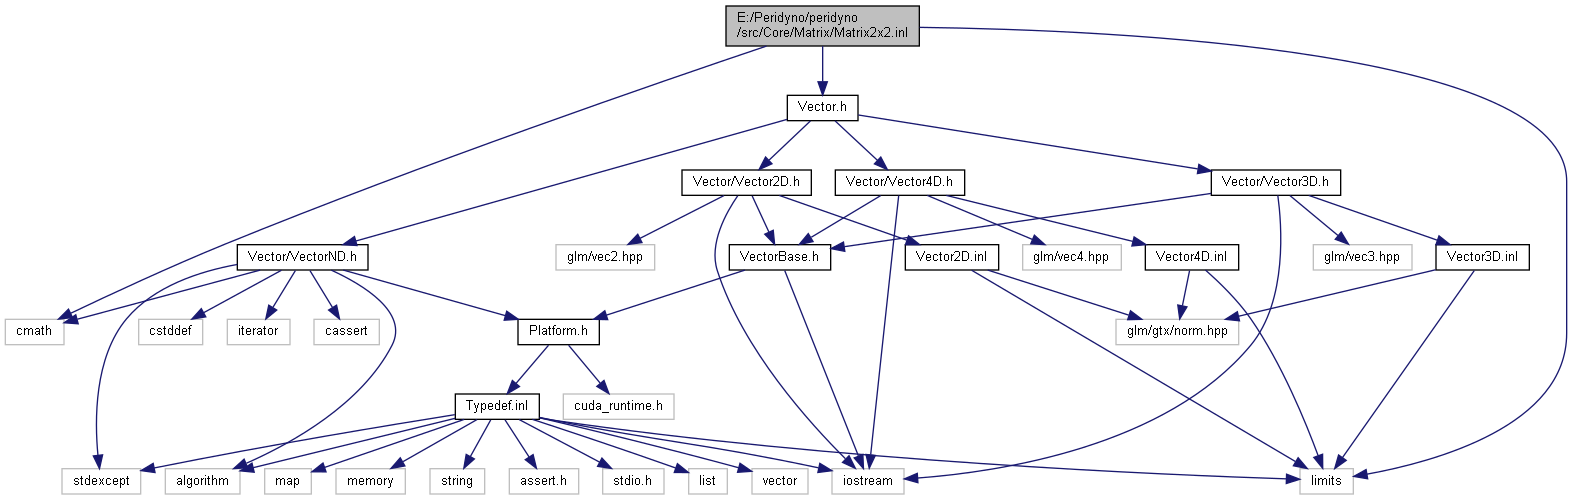 E:/Peridyno/peridyno
/src/Core/Matrix/Matrix2x2.inl
Vector.h
Vector/Vector2D.h
Vector/Vector4D.h
Vector/Vector3D.h
Vector/VectorND.h
glm/vec2.hpp
VectorBase.h
Vector2D.inl
glm/vec4.hpp
Vector4D.inl
glm/vec3.hpp
Vector3D.inl
cmath
cstddef
iterator
cassert
Platform.h
glm/gtx/norm.hpp
Typedef.inl
cuda_runtime.h
stdexcept
algorithm
map
memory
string
assert.h
stdio.h
list
vector
iostream
limits